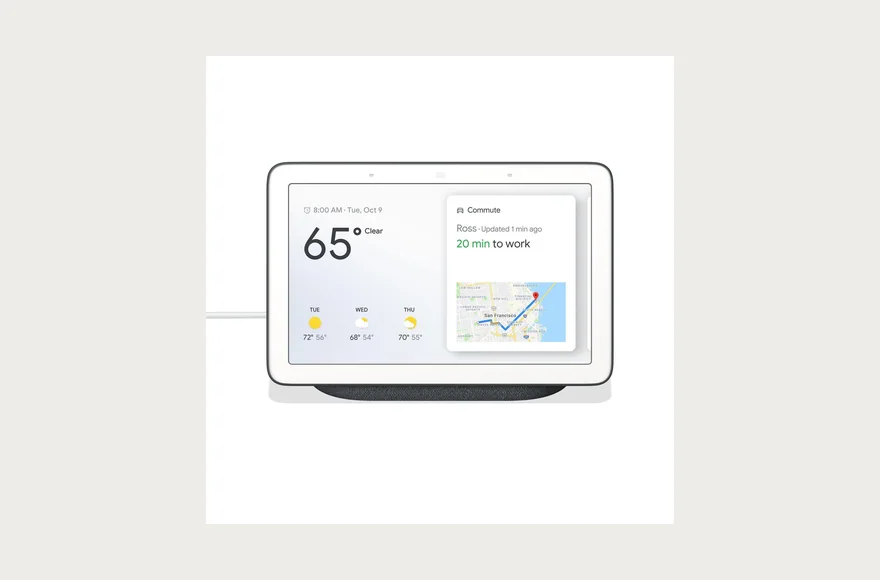 8:00 AM · Tue, Oct 9
65° Clear
TUE WED THU
72° 56° 68° 54° 70° 55°
Commute
Ross · Updated 1 min ago
20 min to work
San Francisco